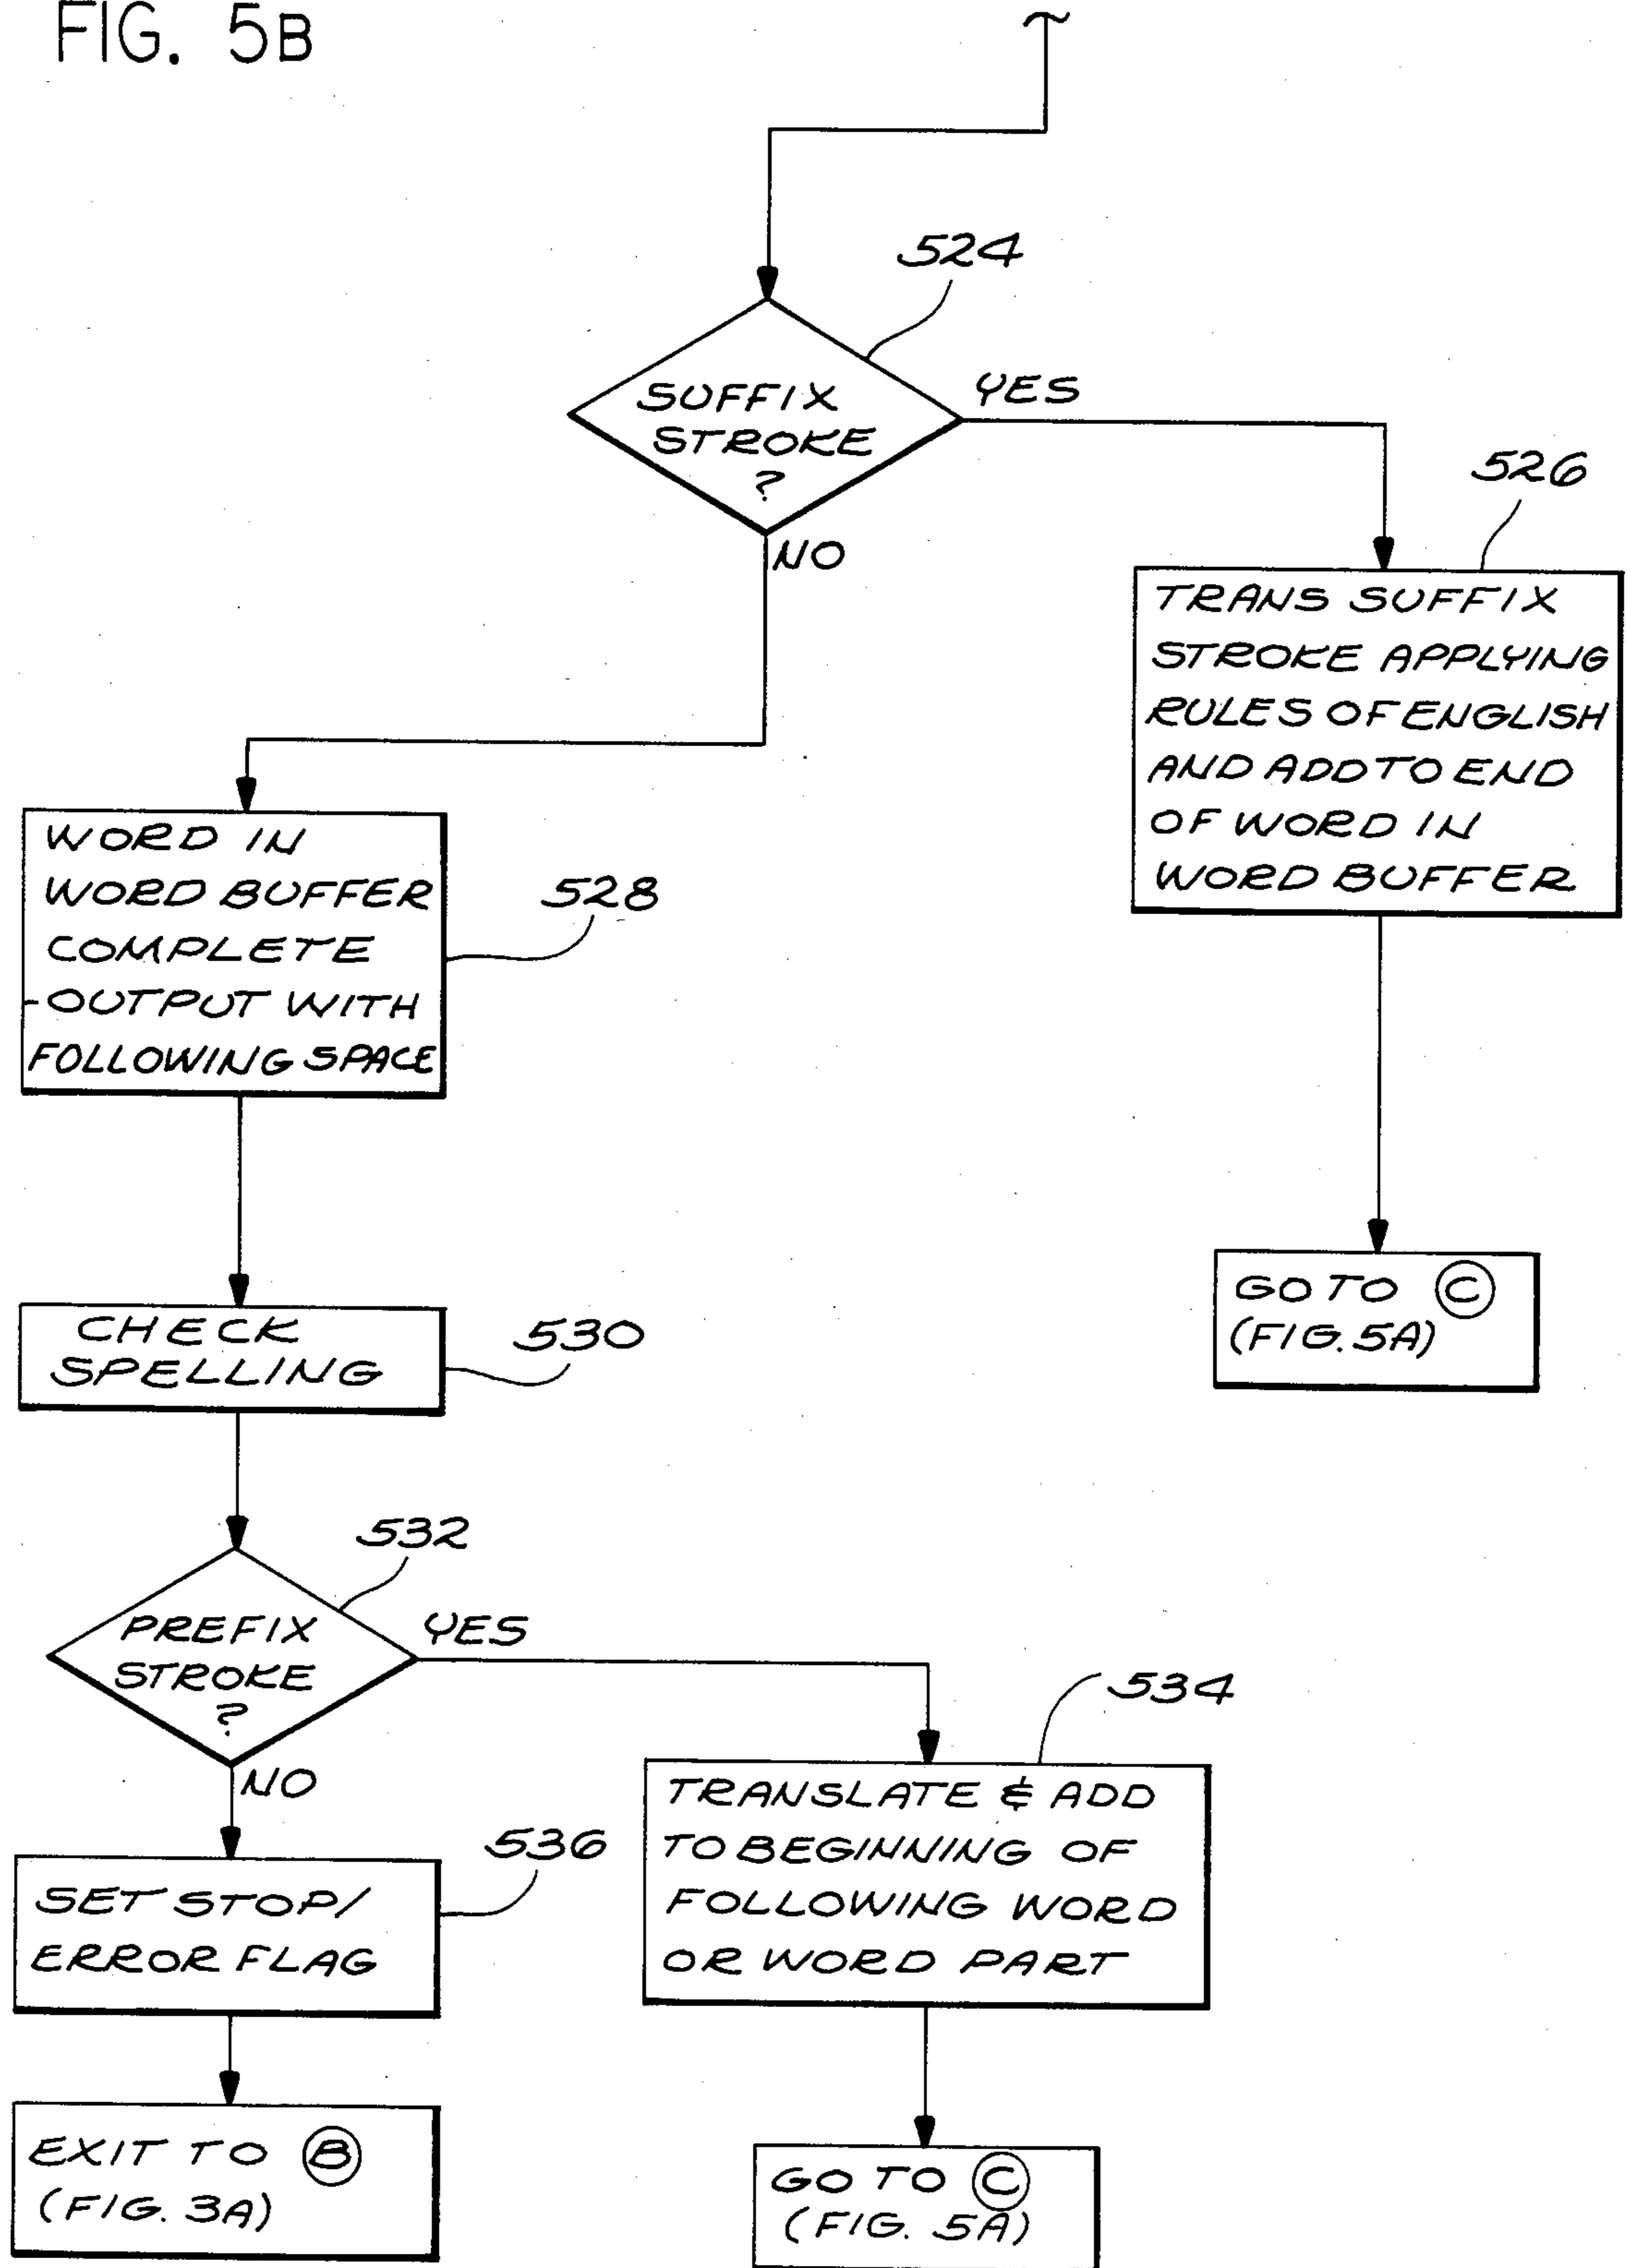 FIG. 5B
524
SUFFIX
STROKE
?
YES
NO
526
TRANS SUFFIX
STROKE APPLYING
RULES OF ENGLISH
AND ADD TO END
OF WORD IN
WORD BUFFER
WORD IN
WORD BUFFER
COMPLETE
-OUTPUT WITH
FOLLOWING SPACE
528
GO TO C
(FIG. 5A)
CHECK
SPELLING
530
532
PREFIX
STROKE
?
YES
NO
534
TRANSLATE & ADD
TO BEGINNING OF
FOLLOWING WORD
OR WORD PART
536
SET STOP/
ERROR FLAG
EXIT TO B
(FIG. 3A)
GO TO C
(FIG. 5A)